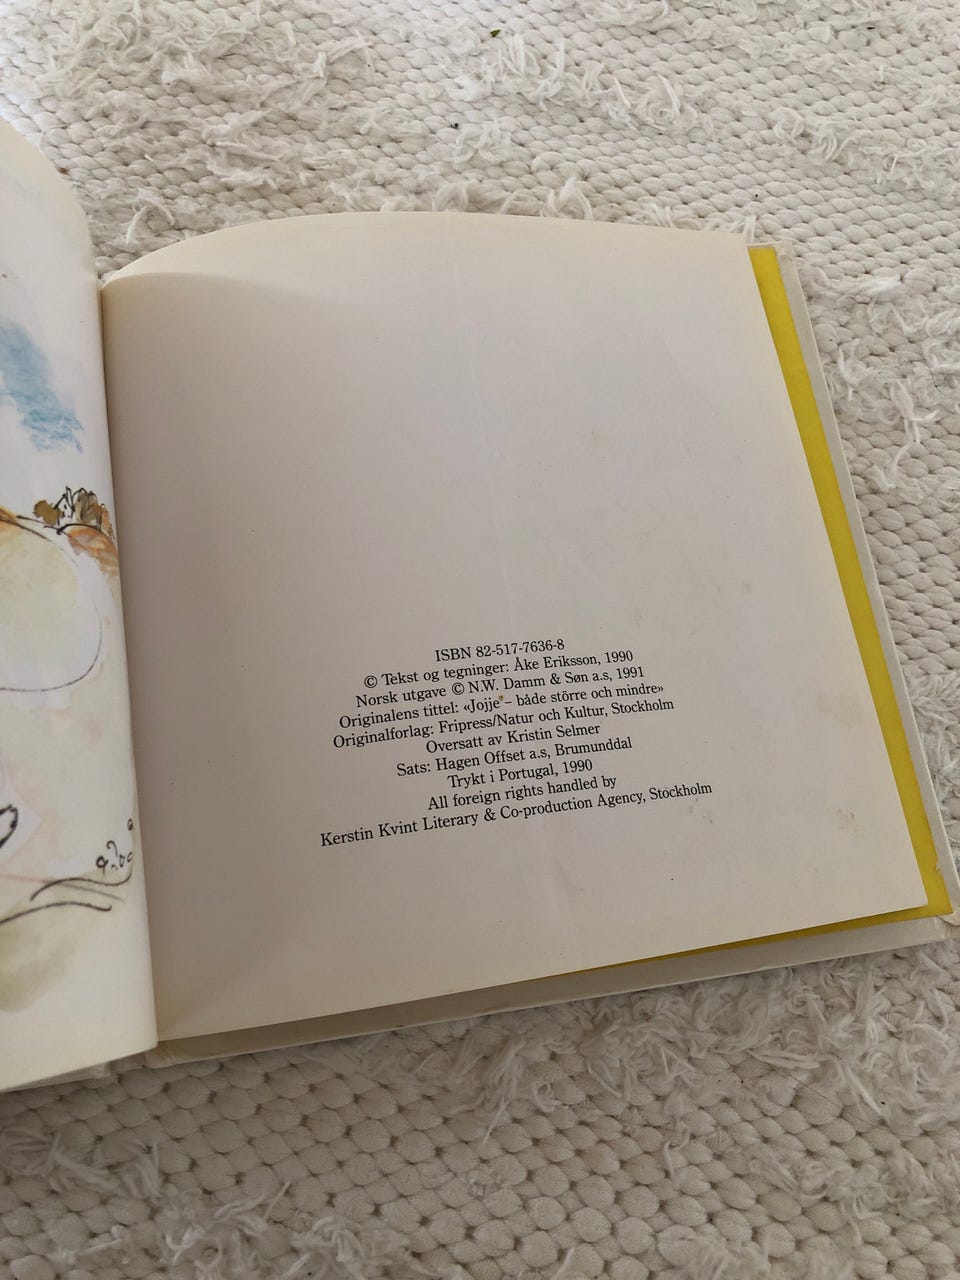 ISBN 82-517-7636-8
© Tekst og tegninger: Åke Eriksson, 1990
Norsk utgave © N.W. Damm & Søn a.s, 1991
Originalens tittel: «Jojje – både större och mindre»
Originalforlag: Fripress/Natur och Kultur, Stockholm
Oversatt av Kristin Selmer
Sats: Hagen Offset a.s, Brumunddal
Trykt i Portugal, 1990
All foreign rights handled by
Kerstin Kvint Literary & Co-production Agency, Stockholm